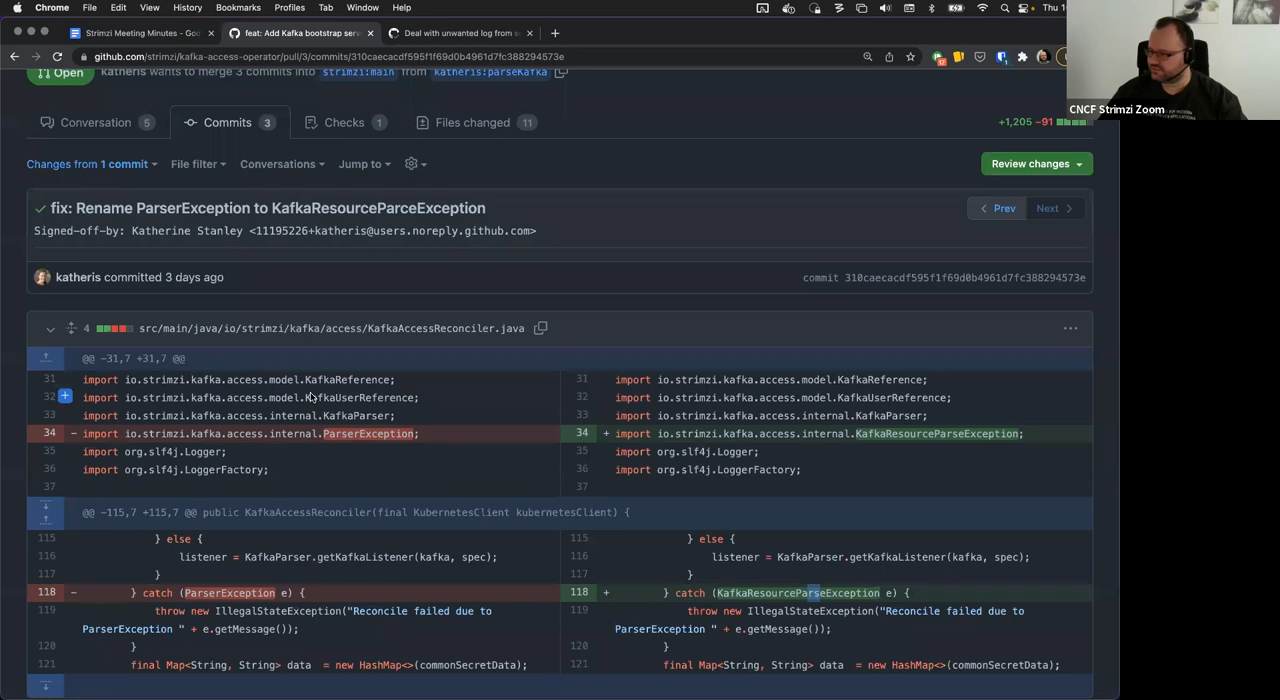 Chrome File Edit View History Bookmarks Profiles Tab Window Help Thu 1
Strimzi Meeting Minutes - Goo × feat: Add Kafka bootstrap serv × Deal with unwanted log from s × +
github.com/strimzi/kafka-access-operator/pull/3/commits/310caecacdf595f1f69d0b4961d7fc388294573e
CNCF Strimzi Zoom
Open katheris wants to merge 3 commits into strimzi:main from katheris:parseKafka
Conversation 5 Commits 3 Checks 1 Files changed 11 +1,205 −91
Changes from 1 commit File filter Conversations Jump to Review changes
fix: Rename ParserException to KafkaResourceParceException Prev Next
Signed-off-by: Katherine Stanley <11195226+katheris@users.noreply.github.com>
katheris committed 3 days ago commit 310caecacdf595f1f69d0b4961d7fc388294573e
4 src/main/java/io/strimzi/kafka/access/KafkaAccessReconciler.java
@@ -31,7 +31,7 @@
31 import io.strimzi.kafka.access.model.KafkaReference; 31 import io.strimzi.kafka.access.model.KafkaReference;
32 + import io.strimzi.kafka.access.model.KafkaUserReference; 32 import io.strimzi.kafka.access.model.KafkaUserReference;
33 import io.strimzi.kafka.access.internal.KafkaParser; 33 import io.strimzi.kafka.access.internal.KafkaParser;
34 - import io.strimzi.kafka.access.internal.ParserException; 34 + import io.strimzi.kafka.access.internal.KafkaResourceParseException;
35 import org.slf4j.Logger; 35 import org.slf4j.Logger;
36 import org.slf4j.LoggerFactory; 36 import org.slf4j.LoggerFactory;
37 37
@@ -115,7 +115,7 @@ public KafkaAccessReconciler(final KubernetesClient kubernetesClient) {
115 } else { 115 } else {
116 listener = KafkaParser.getKafkaListener(kafka, spec); 116 listener = KafkaParser.getKafkaListener(kafka, spec);
117 } 117 }
118 - } catch (ParserException e) { 118 + } catch (KafkaResourceParseException e) {
119 throw new IllegalStateException("Reconcile failed due to 119 throw new IllegalStateException("Reconcile failed due to
ParserException " + e.getMessage()); ParserException " + e.getMessage());
120 } 120 }
121 final Map<String, String> data = new HashMap<>(commonSecretData); 121 final Map<String, String> data = new HashMap<>(commonSecretData);